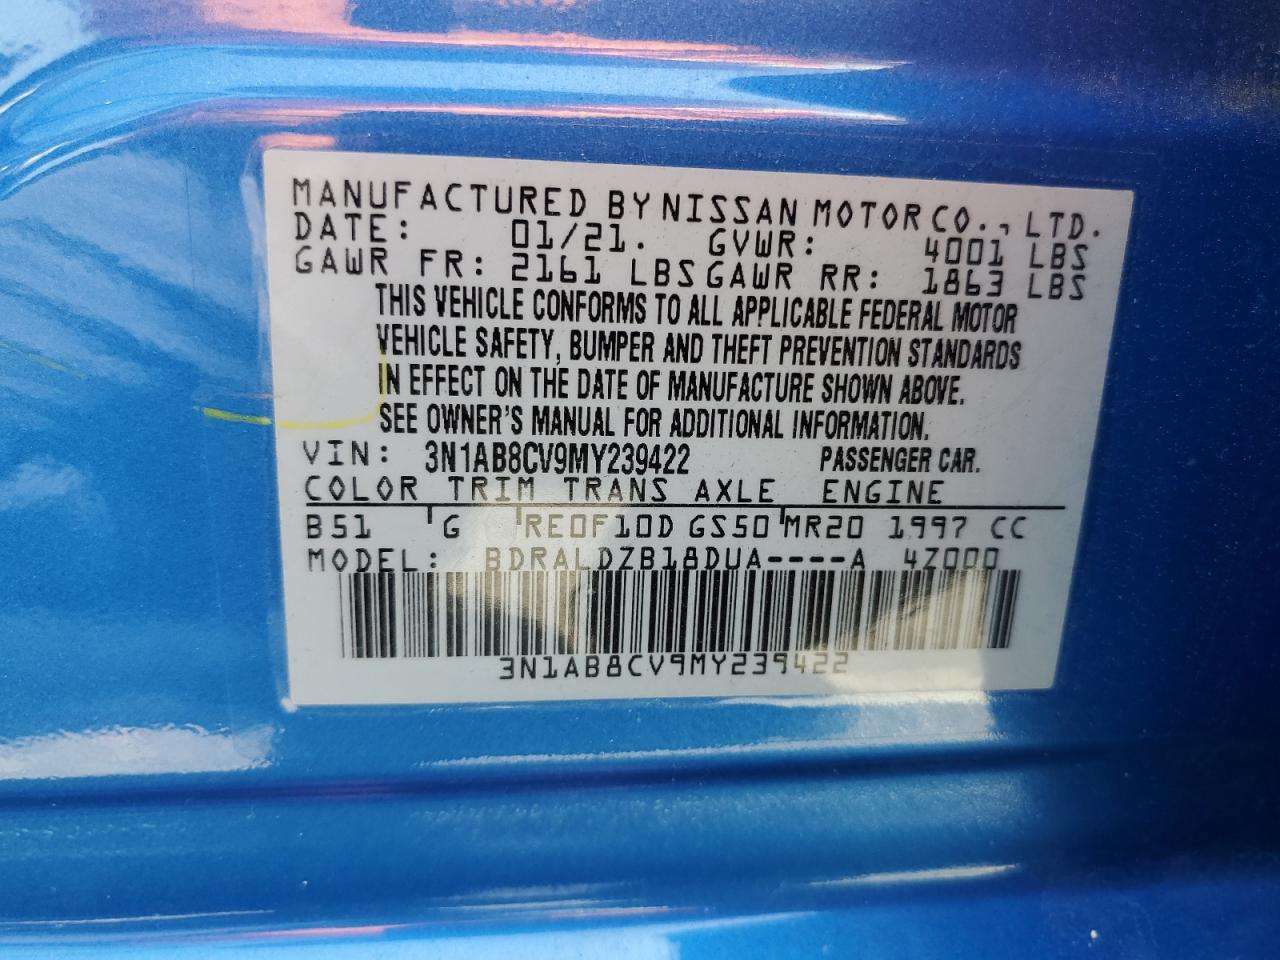 MANUFACTURED BY NISSAN MOTOR CO., LTD.
DATE: 01/21. GVWR: 4001 LBS
GAWR FR: 2161 LBS GAWR RR: 1863 LBS
THIS VEHICLE CONFORMS TO ALL APPLICABLE FEDERAL MOTOR
VEHICLE SAFETY, BUMPER AND THEFT PREVENTION STANDARDS
IN EFFECT ON THE DATE OF MANUFACTURE SHOWN ABOVE.
SEE OWNER'S MANUAL FOR ADDITIONAL INFORMATION.
VIN: 3N1AB8CV9MY239422 PASSENGER CAR.
COLOR TRIM TRANS AXLE ENGINE
B51 G RE0F10D GS50 MR20 1997 CC
MODEL: BDRALDZB18DUA----A 4Z000
3N1AB8CV9MY239422